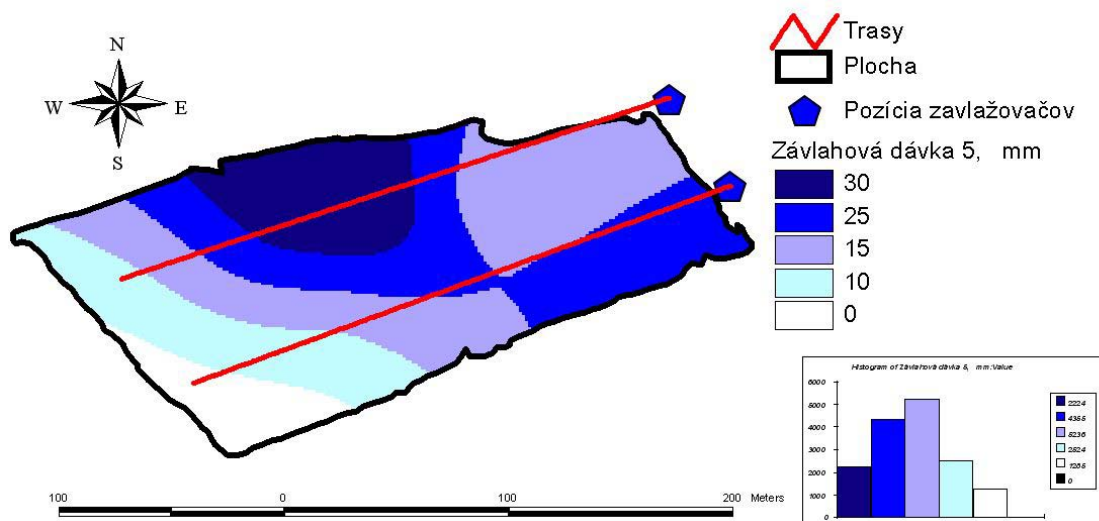 N
W E
S
Trasy
Plocha
Pozícia zavlažovačov
Závlahová dávka 5, mm
30
25
15
10
0
Histogram of Závlahová dávka 5, mm:Value
6000
5000
4000
3000
2000
1000
0
2224
4355
5236
2524
1255
0
100 0 100 200 Meters